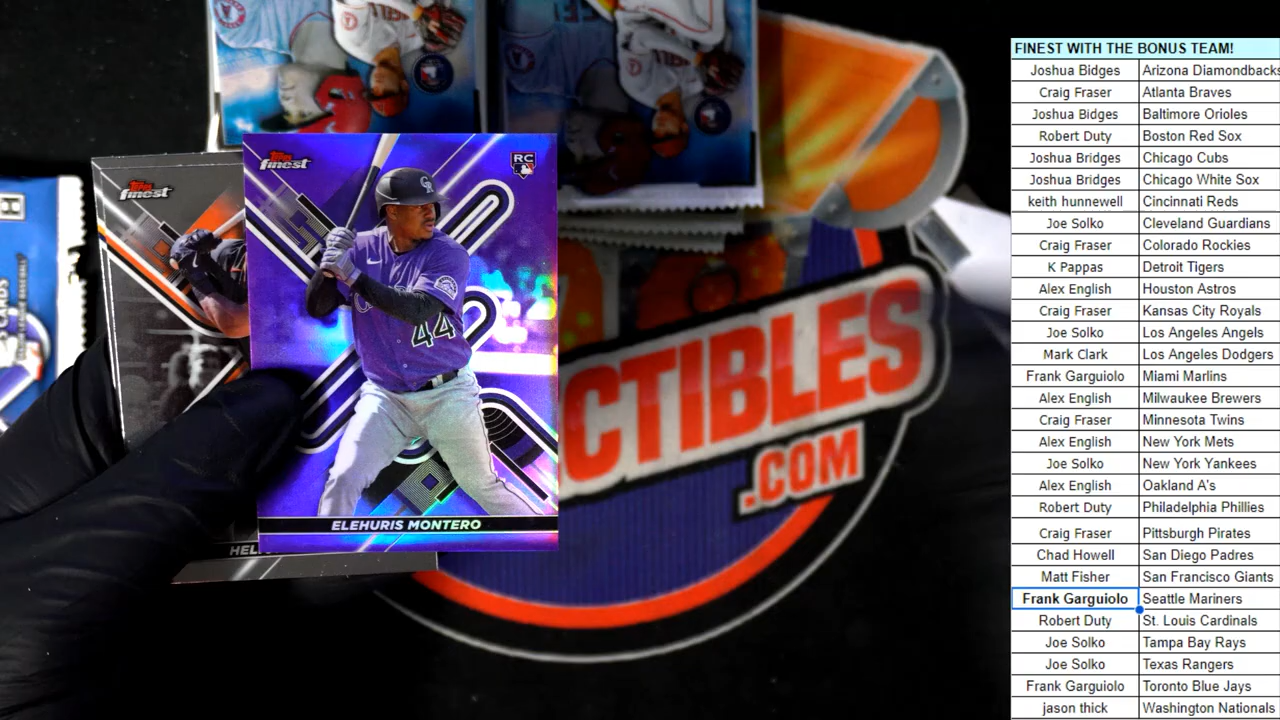 Topps
finest
Topps
finest
RC
CR
44
ELEHURIS MONTERO
CTIBLES
.COM
FINEST WITH THE BONUS TEAM!
Joshua Bidges Arizona Diamondbacks
Craig Fraser Atlanta Braves
Joshua Bidges Baltimore Orioles
Robert Duty Boston Red Sox
Joshua Bridges Chicago Cubs
Joshua Bridges Chicago White Sox
keith hunnewell Cincinnati Reds
Joe Solko Cleveland Guardians
Craig Fraser Colorado Rockies
K Pappas Detroit Tigers
Alex English Houston Astros
Craig Fraser Kansas City Royals
Joe Solko Los Angeles Angels
Mark Clark Los Angeles Dodgers
Frank Garguiolo Miami Marlins
Alex English Milwaukee Brewers
Craig Fraser Minnesota Twins
Alex English New York Mets
Joe Solko New York Yankees
Alex English Oakland A's
Robert Duty Philadelphia Phillies
Craig Fraser Pittsburgh Pirates
Chad Howell San Diego Padres
Matt Fisher San Francisco Giants
Frank Garguiolo Seattle Mariners
Robert Duty St. Louis Cardinals
Joe Solko Tampa Bay Rays
Joe Solko Texas Rangers
Frank Garguiolo Toronto Blue Jays
jason thick Washington Nationals